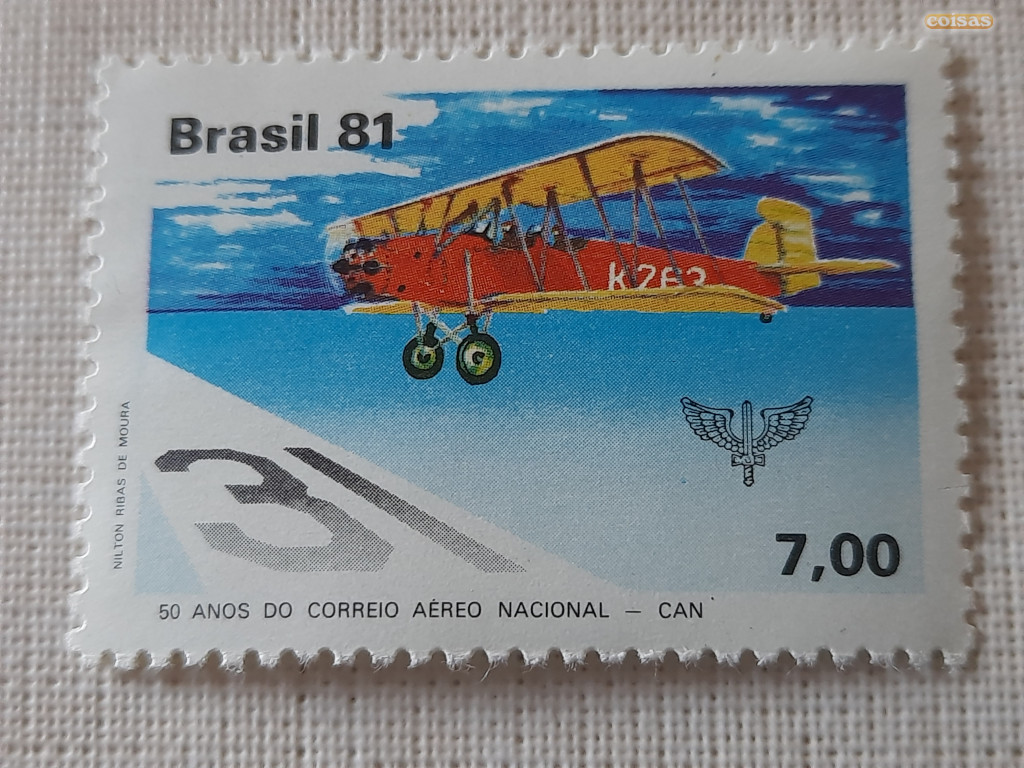 coisas
Brasil 81
K263
NILTON RIBAS DE MOURA
31
7,00
50 ANOS DO CORREIO AÉREO NACIONAL — CAN